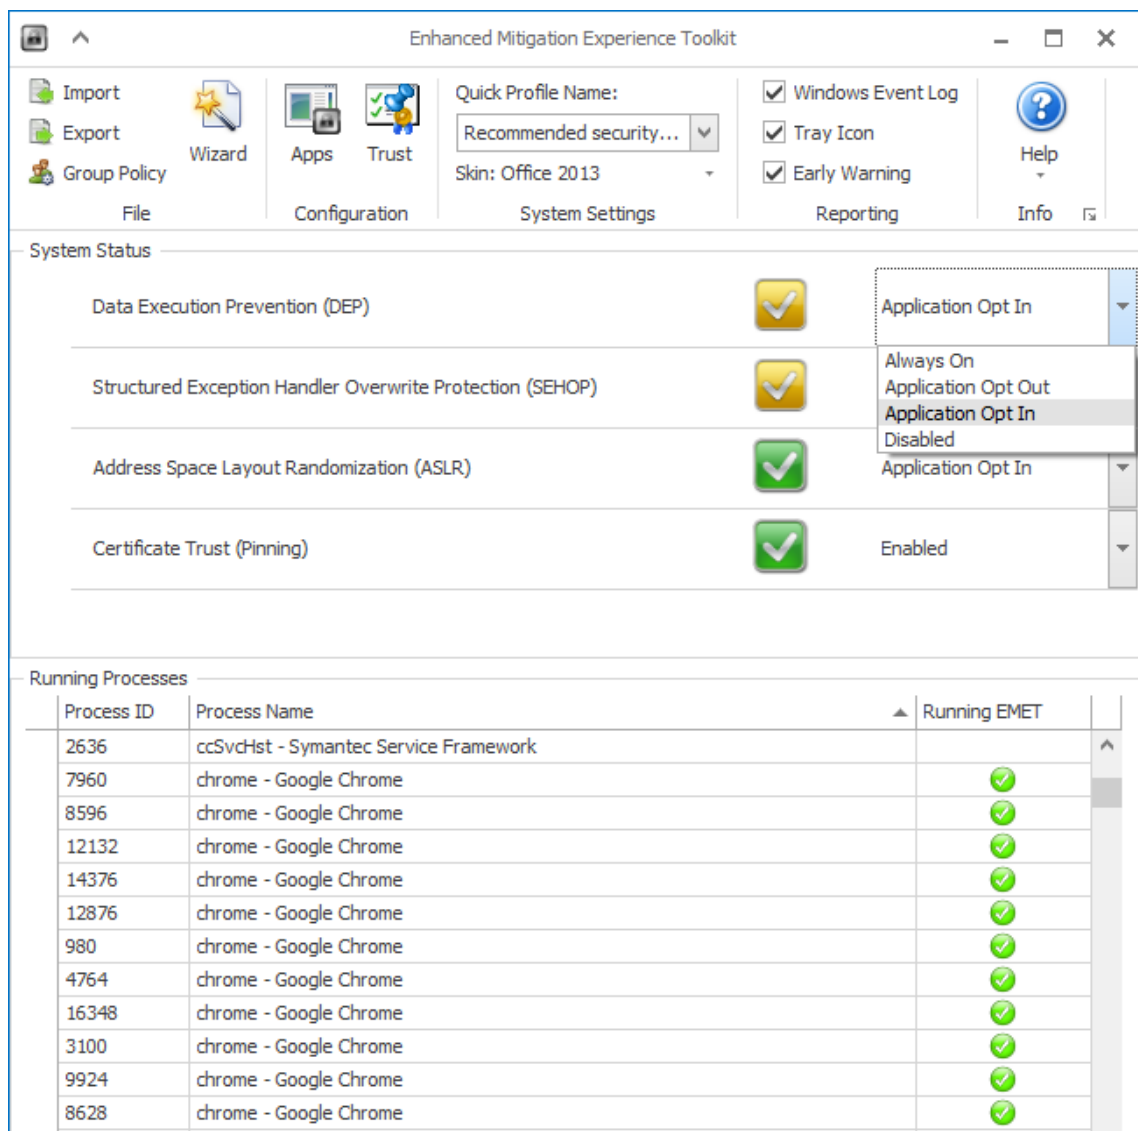 Enhanced Mitigation Experience Toolkit
Import
Export
Group Policy
Wizard
File
Apps
Trust
Configuration
Quick Profile Name:
Recommended security...
Skin: Office 2013
System Settings
Windows Event Log
Tray Icon
Early Warning
Reporting
Help
Info
System Status
Data Execution Prevention (DEP)
Application Opt In
Always On
Application Opt Out
Application Opt In
Disabled
Structured Exception Handler Overwrite Protection (SEHOP)
Address Space Layout Randomization (ASLR)
Application Opt In
Certificate Trust (Pinning)
Enabled
Running Processes
Process ID Process Name Running EMET
2636 ccSvcHst - Symantec Service Framework
7960 chrome - Google Chrome
8596 chrome - Google Chrome
12132 chrome - Google Chrome
14376 chrome - Google Chrome
12876 chrome - Google Chrome
980 chrome - Google Chrome
4764 chrome - Google Chrome
16348 chrome - Google Chrome
3100 chrome - Google Chrome
9924 chrome - Google Chrome
8628 chrome - Google Chrome